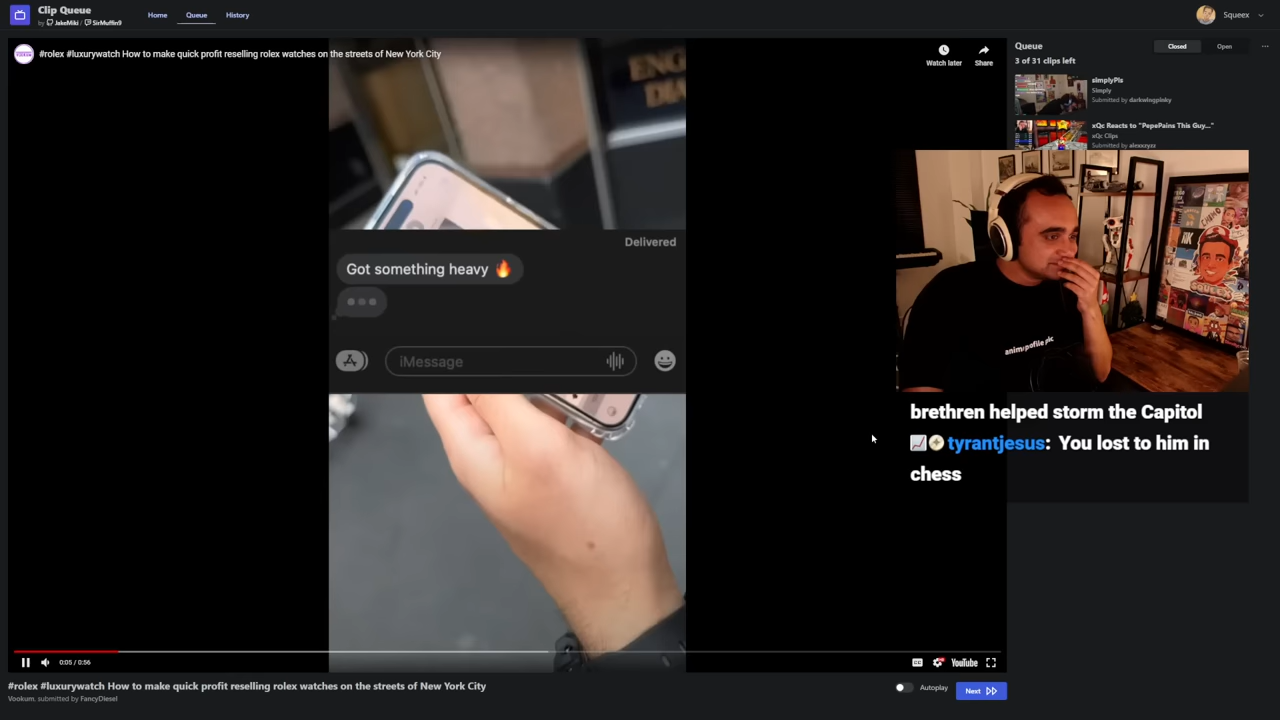 Clip Queue
by JakeMiki / SirMuffin9
Home
Queue
History
Squeex
#rolex #luxurywatch How to make quick profit reselling rolex watches on the streets of New York City
Watch later
Share
Queue
Closed
Open
3 of 31 clips left
simplyPls
Simply
Submitted by darkwingpinky
xQc Reacts to "PepePains This Guy..."
xQc Clips
Submitted by alexxzyzz
ENG
DIA
Delivered
Got something heavy 🔥
iMessage
SQUEEX
brethren helped storm the Capitol
tyrantjesus: You lost to him in
chess
0:05 / 0:56
YouTube
#rolex #luxurywatch How to make quick profit reselling rolex watches on the streets of New York City
Vookum, submitted by FancyDiesel
Autoplay
Next